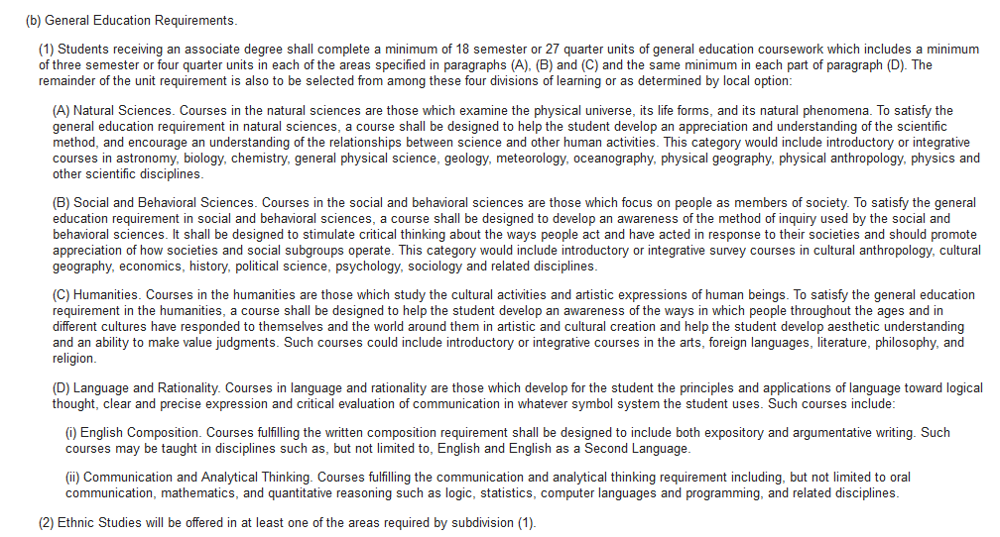 (b) General Education Requirements.
(1) Students receiving an associate degree shall complete a minimum of 18 semester or 27 quarter units of general education coursework which includes a minimum
of three semester or four quarter units in each of the areas specified in paragraphs (A), (B) and (C) and the same minimum in each part of paragraph (D). The
remainder of the unit requirement is also to be selected from among these four divisions of learning or as determined by local option:
(A) Natural Sciences. Courses in the natural sciences are those which examine the physical universe, its life forms, and its natural phenomena. To satisfy the
general education requirement in natural sciences, a course shall be designed to help the student develop an appreciation and understanding of the scientific
method, and encourage an understanding of the relationships between science and other human activities. This category would include introductory or integrative
courses in astronomy, biology, chemistry, general physical science, geology, meteorology, oceanography, physical geography, physical anthropology, physics and
other scientific disciplines.
(B) Social and Behavioral Sciences. Courses in the social and behavioral sciences are those which focus on people as members of society. To satisfy the general
education requirement in social and behavioral sciences, a course shall be designed to develop an awareness of the method of inquiry used by the social and
behavioral sciences. It shall be designed to stimulate critical thinking about the ways people act and have acted in response to their societies and should promote
appreciation of how societies and social subgroups operate. This category would include introductory or integrative survey courses in cultural anthropology, cultural
geography, economics, history, political science, psychology, sociology and related disciplines.
(C) Humanities. Courses in the humanities are those which study the cultural activities and artistic expressions of human beings. To satisfy the general education
requirement in the humanities, a course shall be designed to help the student develop an awareness of the ways in which people throughout the ages and in
different cultures have responded to themselves and the world around them in artistic and cultural creation and help the student develop aesthetic understanding
and an ability to make value judgments. Such courses could include introductory or integrative courses in the arts, foreign languages, literature, philosophy, and
religion.
(D) Language and Rationality. Courses in language and rationality are those which develop for the student the principles and applications of language toward logical
thought, clear and precise expression and critical evaluation of communication in whatever symbol system the student uses. Such courses include:
(i) English Composition. Courses fulfilling the written composition requirement shall be designed to include both expository and argumentative writing. Such
courses may be taught in disciplines such as, but not limited to, English and English as a Second Language.
(ii) Communication and Analytical Thinking. Courses fulfilling the communication and analytical thinking requirement including, but not limited to oral
communication, mathematics, and quantitative reasoning such as logic, statistics, computer languages and programming, and related disciplines.
(2) Ethnic Studies will be offered in at least one of the areas required by subdivision (1).